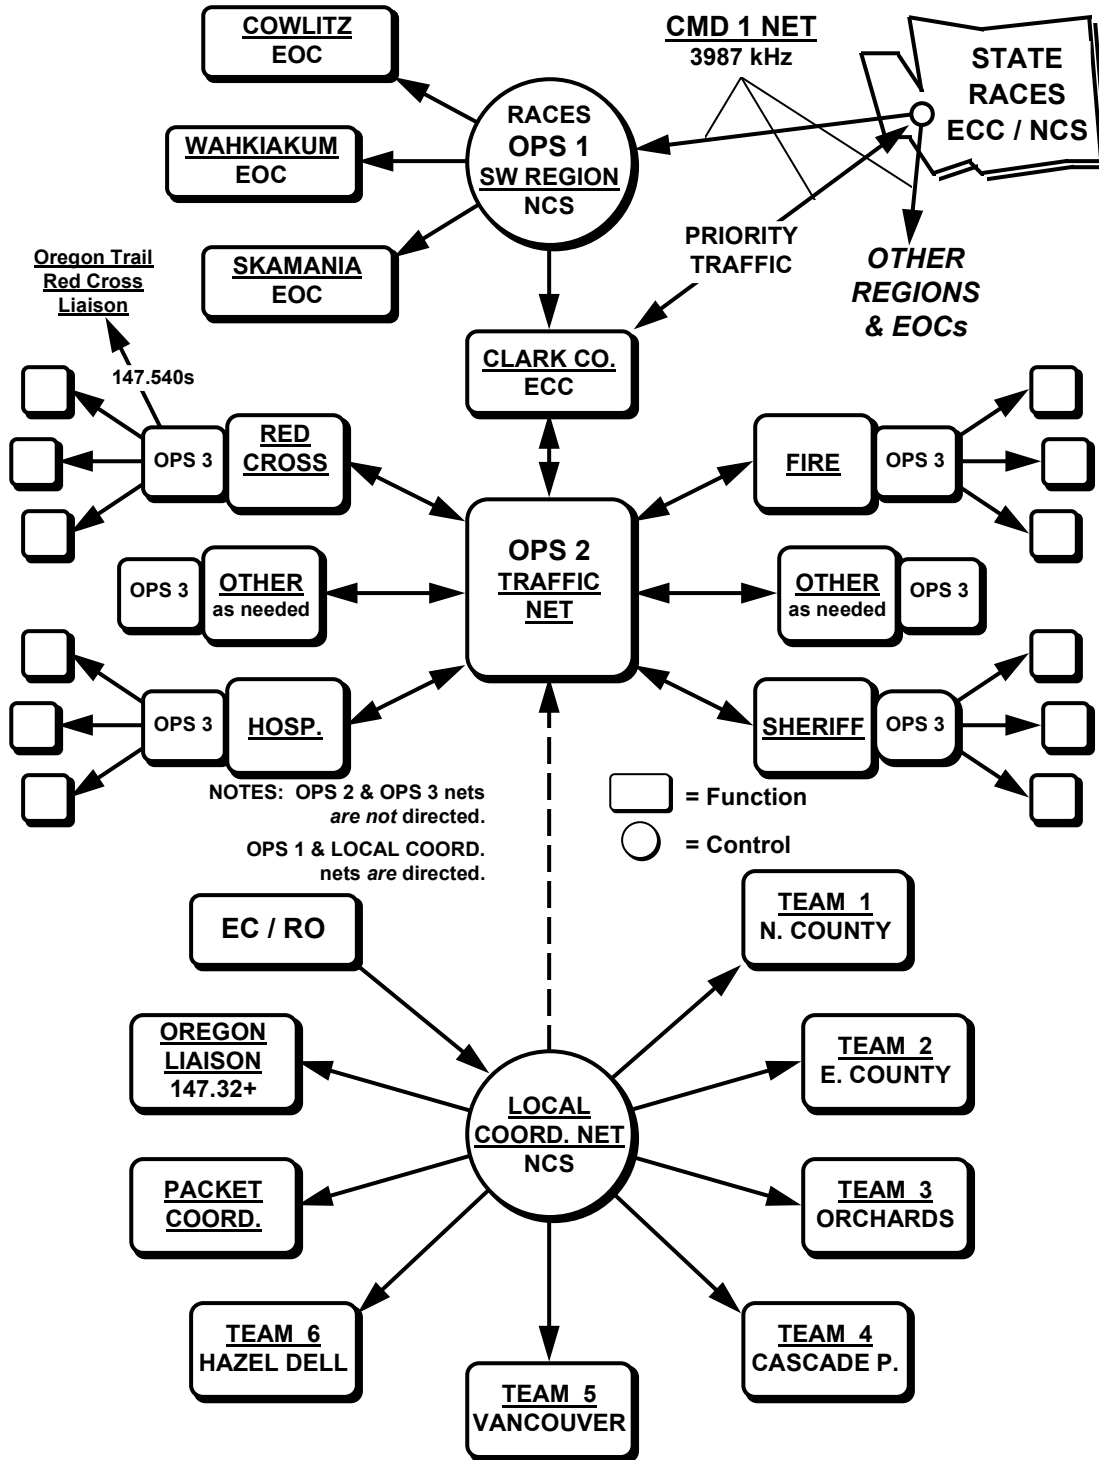 COWLITZ
EOC
CMD 1 NET
3987 kHz
STATE
RACES
ECC / NCS
RACES
OPS 1
SW REGION
NCS
WAHKIAKUM
EOC
SKAMANIA
EOC
PRIORITY
TRAFFIC
OTHER
REGIONS
& EOCs
Oregon Trail
Red Cross
Liaison
147.540s
CLARK CO.
ECC
OPS 3
RED
CROSS
FIRE
OPS 3
OPS 2
TRAFFIC
NET
OPS 3
OTHER
as needed
OTHER
as needed
OPS 3
OPS 3
HOSP.
SHERIFF
OPS 3
NOTES: OPS 2 & OPS 3 nets
are not directed.
OPS 1 & LOCAL COORD.
nets are directed.
= Function
= Control
EC / RO
TEAM 1
N. COUNTY
OREGON
LIAISON
147.32+
TEAM 2
E. COUNTY
LOCAL
COORD. NET
NCS
PACKET
COORD.
TEAM 3
ORCHARDS
TEAM 6
HAZEL DELL
TEAM 4
CASCADE P.
TEAM 5
VANCOUVER